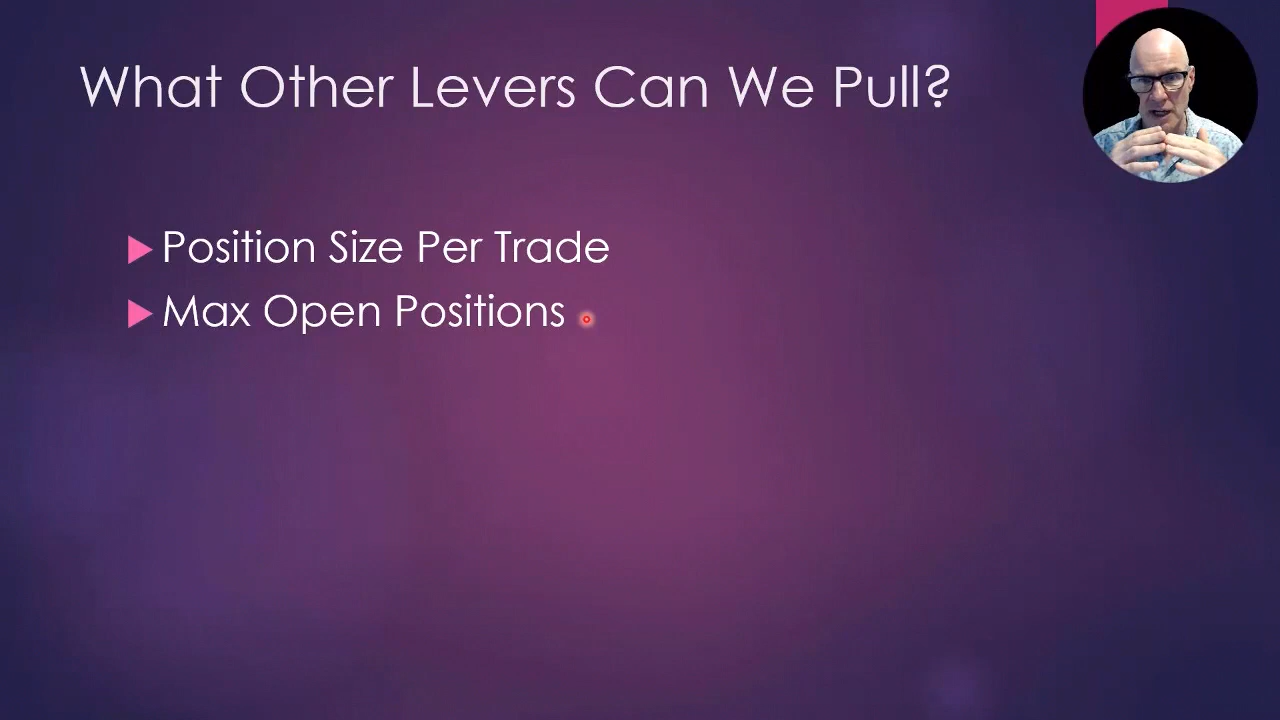 What Other Levers Can We Pull?
Position Size Per Trade
Max Open Positions